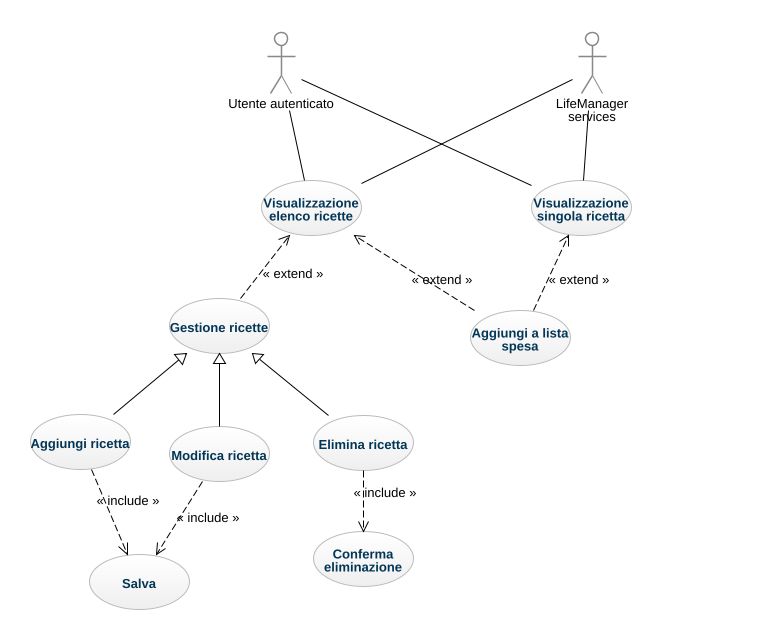 Utente autenticato
LifeManager
services
Visualizzazione
elenco ricette
Visualizzazione
singola ricetta
« extend »
« extend »
« extend »
Gestione ricette
Aggiungi a lista
spesa
Aggiungi ricetta
Modifica ricetta
Elimina ricetta
« include »
« include »
« include »
Salva
Conferma
eliminazione